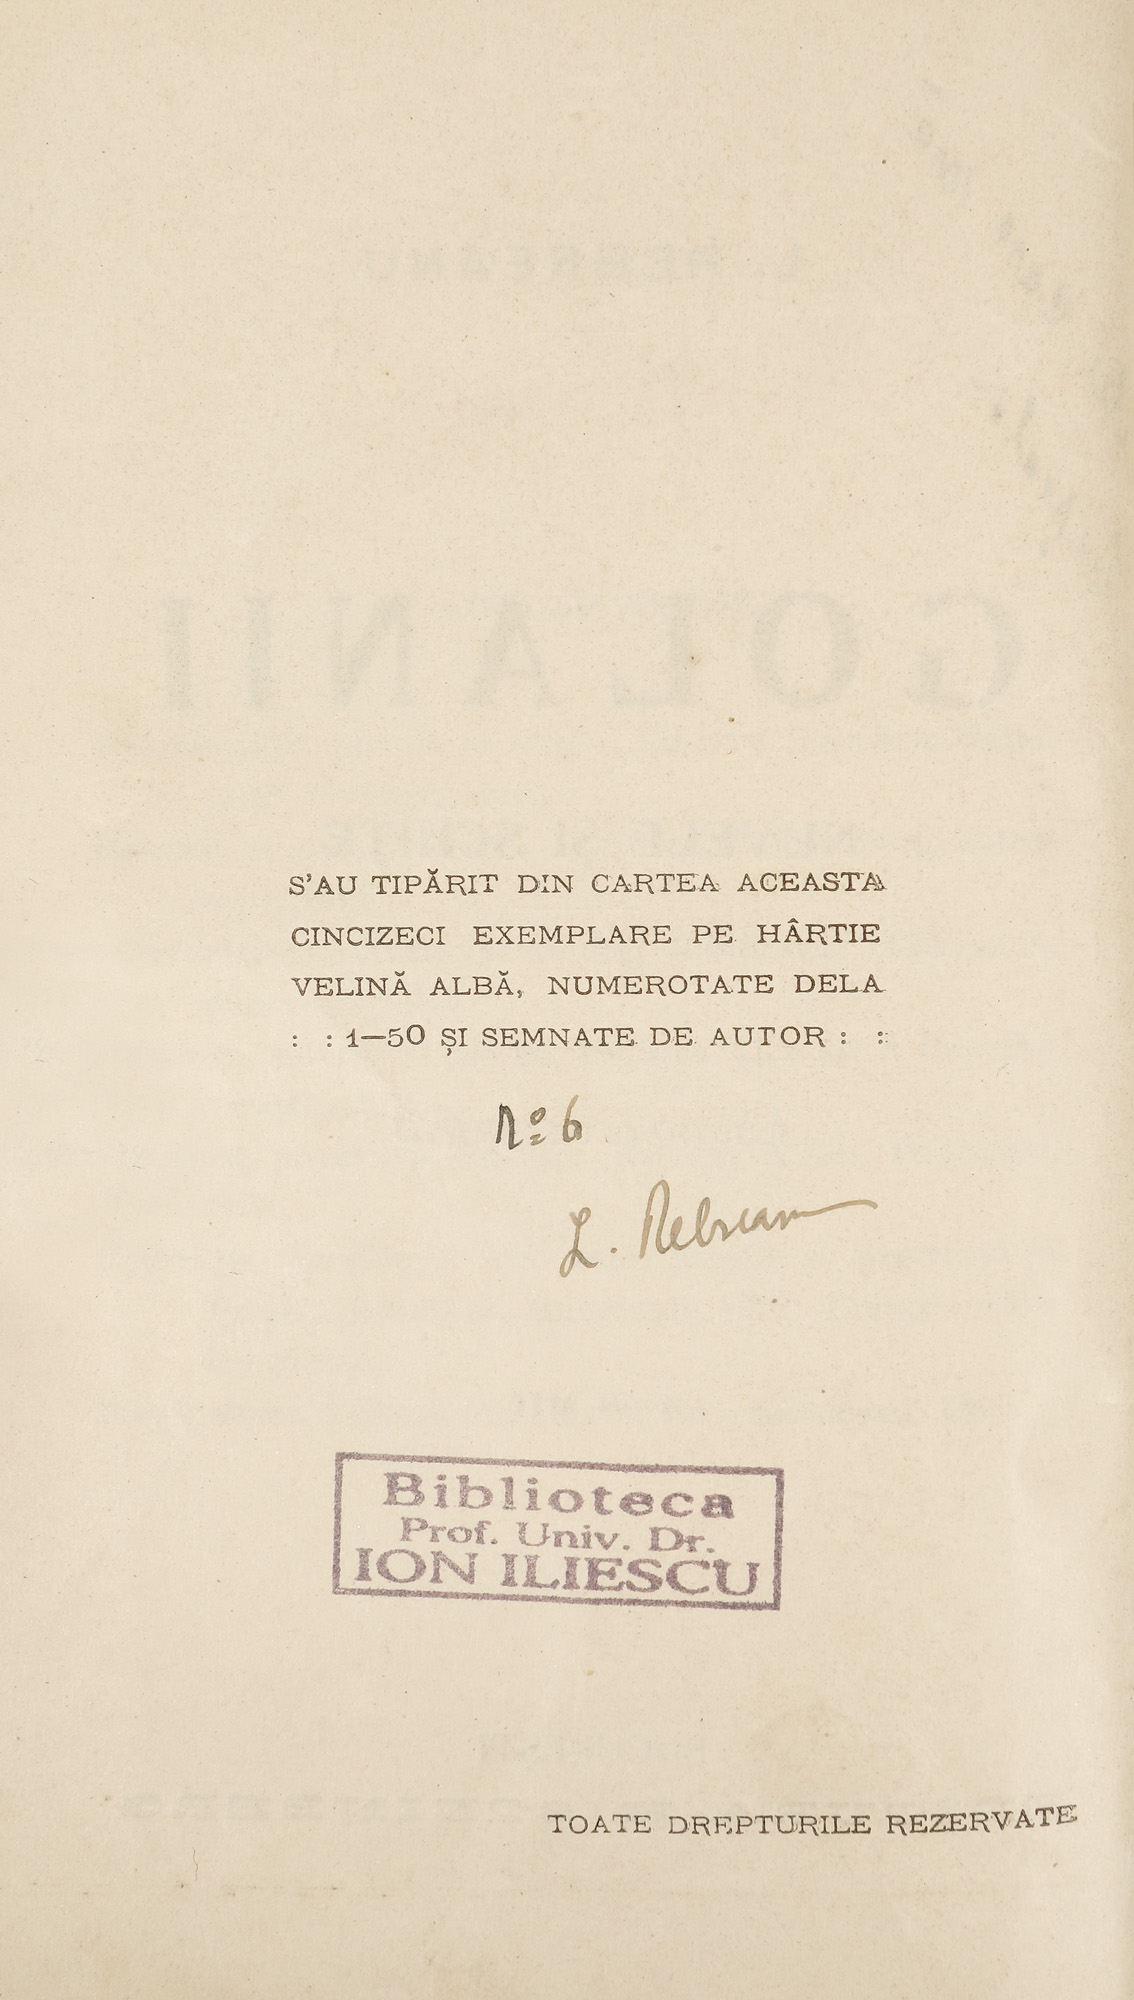 S'AU TIPĂRIT DIN CARTEA ACEASTA
CINCIZECI EXEMPLARE PE HÂRTIE
VELINĂ ALBĂ, NUMEROTATE DELA
: : 1—50 ȘI SEMNATE DE AUTOR : :
Nº 6
L. Rebreanu
Biblioteca
Prof. Univ. Dr.
ION ILIESCU
TOATE DREPTURILE REZERVATE